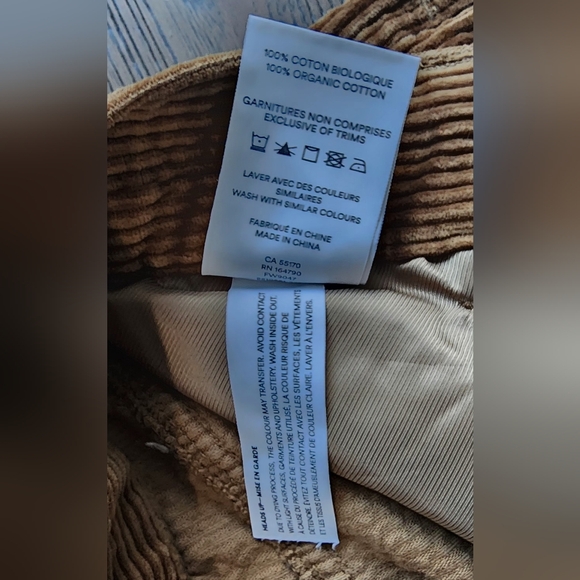 100% COTON BIOLOGIQUE
100% ORGANIC COTTON
GARNITURES NON COMPRISES
EXCLUSIVE OF TRIMS
LAVER AVEC DES COULEURS
SIMILAIRES
WASH WITH SIMILAR COLOURS
FABRIQUÉ EN CHINE
MADE IN CHINA
CA 55170
RN 164790
HEADS UP—MISE EN GARDE
DUE TO DYING PROCESS, THE COLOUR MAY TRANSFER. AVOID CONTACT
WITH LIGHT SURFACES, GARMENTS AND UPHOLSTERY. WASH INSIDE OUT.
À CAUSE DU PROCÉDÉ DE TEINTURE UTILISÉ, LA COULEUR RISQUE DE
DÉTEINDRE. ÉVITEZ TOUT CONTACT AVEC LES SURFACES, LES VÊTEMENTS
ET LES TISSUS D'AMEUBLEMENT DE COULEUR CLAIRE. LAVER À L'ENVERS.